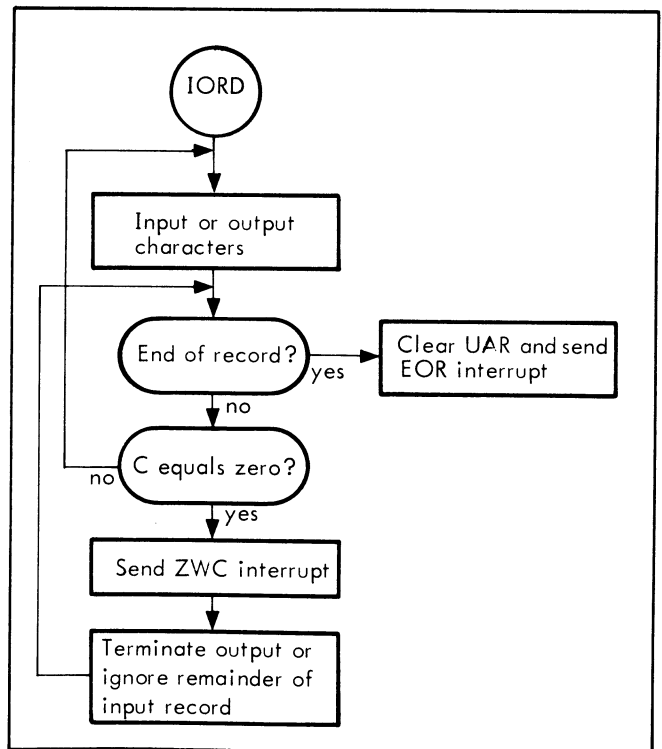 IORD
Input or output
characters
End of record?
yes
Clear UAR and send
EOR interrupt
no
C equals zero?
no
yes
Send ZWC interrupt
Terminate output or
ignore remainder of
input record